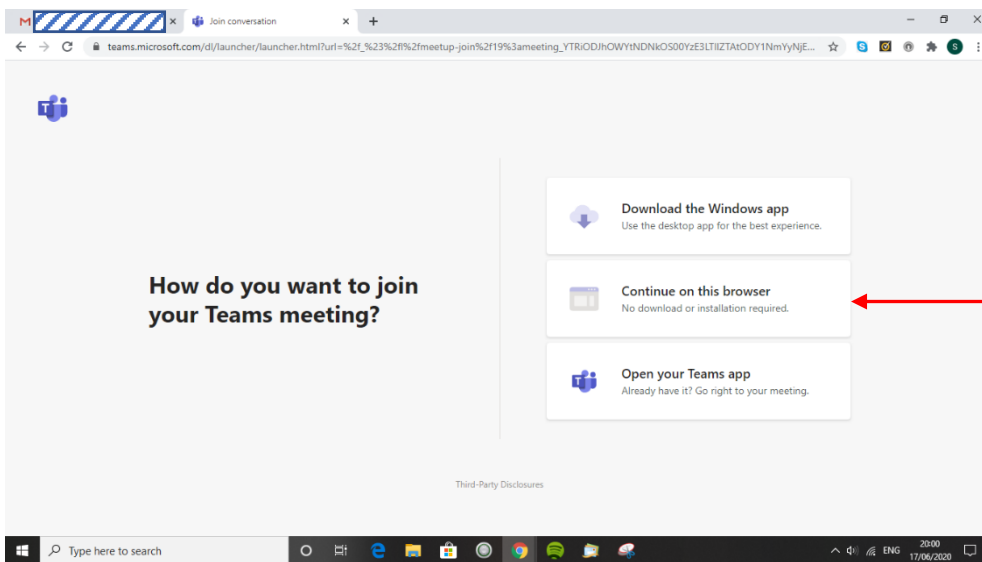 Join conversation
teams.microsoft.com/dl/launcher/launcher.html?url=%2f_%23%2fl%2fmeetup-join%2f19%3ameeting_YTRiODJhOWYtNDNkOS00YzE3LTliZTAtODY1NmYyNjE...
Download the Windows app
Use the desktop app for the best experience.
How do you want to join
your Teams meeting?
Continue on this browser
No download or installation required.
Open your Teams app
Already have it? Go right to your meeting.
Third-Party Disclosures
Type here to search
ENG
20:00
17/06/2020